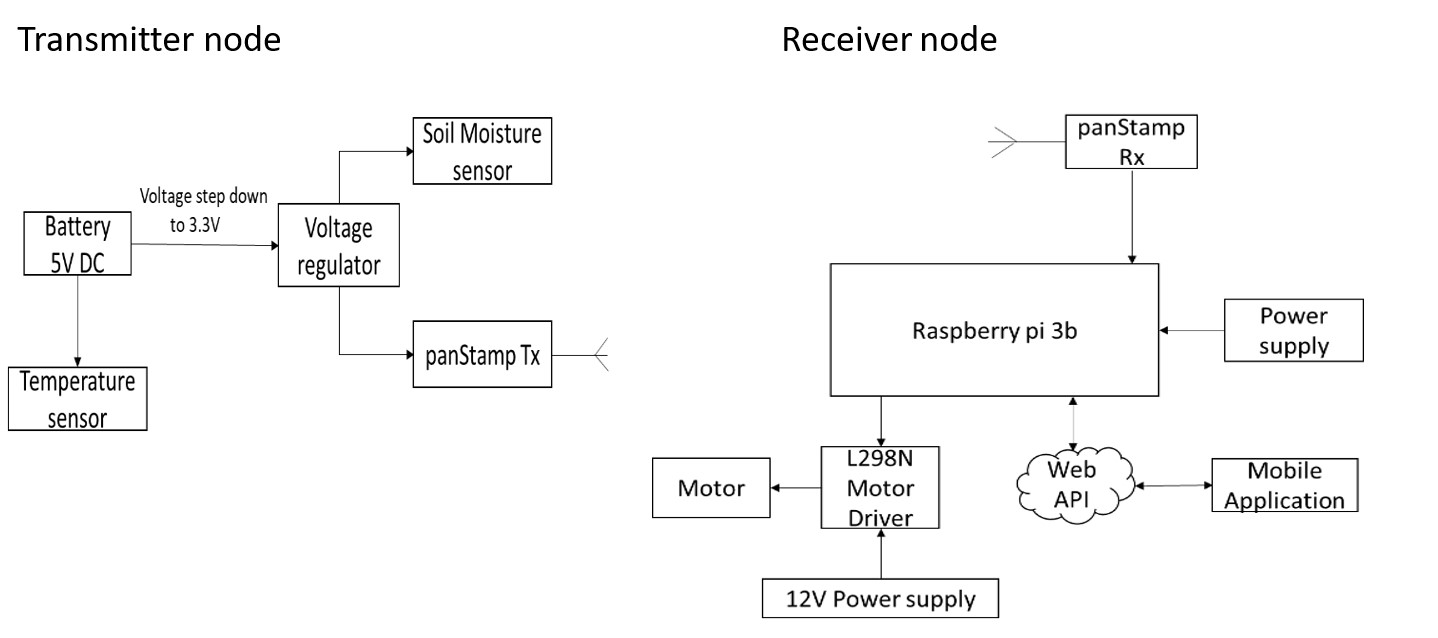 Transmitter node
Receiver node
Soil Moisture
sensor
Voltage step down
to 3.3V
Battery
5V DC
Voltage
regulator
panStamp Tx
Temperature
sensor
panStamp
Rx
Raspberry pi 3b
Power
supply
L298N
Motor
Driver
Motor
Web
API
Mobile
Application
12V Power supply